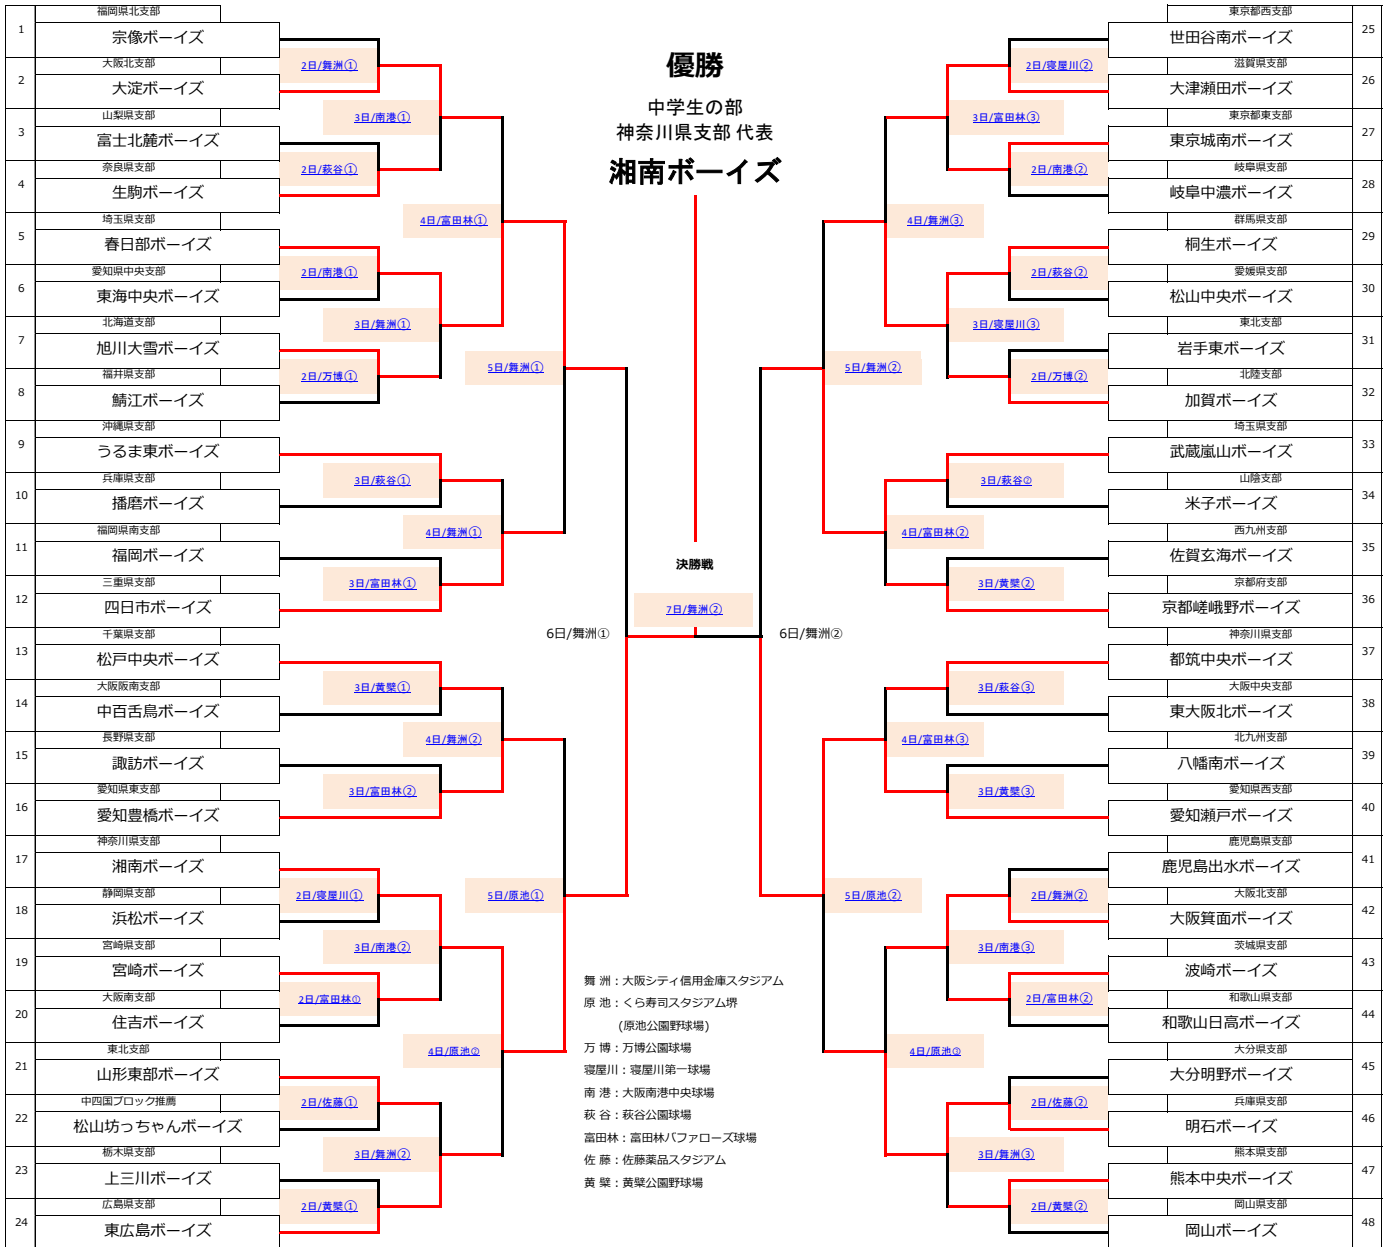 福岡県北支部
1
宗像ボーイズ
大阪北支部
2
大淀ボーイズ
山梨県支部
3
富士北麓ボーイズ
奈良県支部
4
生駒ボーイズ
埼玉県支部
5
春日部ボーイズ
愛知県中央支部
6
東海中央ボーイズ
北海道支部
7
旭川大雪ボーイズ
福井県支部
8
鯖江ボーイズ
沖縄県支部
9
うるま東ボーイズ
兵庫県支部
10
播磨ボーイズ
福岡県南支部
11
福岡ボーイズ
三重県支部
12
四日市ボーイズ
千葉県支部
13
松戸中央ボーイズ
大阪阪南支部
14
中百舌鳥ボーイズ
長野県支部
15
諏訪ボーイズ
愛知県東支部
16
愛知豊橋ボーイズ
神奈川県支部
17
湘南ボーイズ
静岡県支部
18
浜松ボーイズ
宮崎県支部
19
宮崎ボーイズ
大阪南支部
20
住吉ボーイズ
東北支部
21
山形東部ボーイズ
中四国ブロック推薦
22
松山坊っちゃんボーイズ
栃木県支部
23
上三川ボーイズ
広島県支部
24
東広島ボーイズ
2日/舞洲①
2日/萩谷①
2日/南港①
2日/万博①
2日/寝屋川①
2日/富田林①
2日/佐藤①
2日/黄檗①
3日/南港①
3日/舞洲①
3日/萩谷①
3日/富田林①
3日/黄檗①
3日/富田林②
3日/南港②
3日/舞洲②
4日/富田林①
4日/舞洲①
4日/舞洲②
4日/原池②
5日/舞洲①
5日/原池①
6日/舞洲①
優勝
中学生の部
神奈川県支部 代表
湘南ボーイズ
決勝戦
7日/舞洲②
舞 洲：大阪シティ信用金庫スタジアム
原 池：くら寿司スタジアム堺
(原池公園野球場)
万 博：万博公園球場
寝屋川：寝屋川第一球場
南 港：大阪南港中央球場
萩 谷：萩谷公園球場
富田林：富田林バファローズ球場
佐 藤：佐藤薬品スタジアム
黄 檗：黄檗公園野球場
6日/舞洲②
5日/舞洲②
5日/原池②
4日/舞洲③
4日/富田林②
4日/富田林③
4日/原池①
3日/富田林③
3日/寝屋川③
3日/萩谷②
3日/黄檗②
3日/萩谷③
3日/黄檗③
3日/南港③
3日/舞洲③
2日/寝屋川②
2日/南港②
2日/萩谷②
2日/万博②
2日/舞洲②
2日/富田林②
2日/佐藤②
2日/黄檗②
東京都西支部
25
世田谷南ボーイズ
滋賀県支部
26
大津瀬田ボーイズ
東京都東支部
27
東京城南ボーイズ
岐阜県支部
28
岐阜中濃ボーイズ
群馬県支部
29
桐生ボーイズ
愛媛県支部
30
松山中央ボーイズ
東北支部
31
岩手東ボーイズ
北陸支部
32
加賀ボーイズ
埼玉県支部
33
武蔵嵐山ボーイズ
山陰支部
34
米子ボーイズ
西九州支部
35
佐賀玄海ボーイズ
京都府支部
36
京都嵯峨野ボーイズ
神奈川県支部
37
都筑中央ボーイズ
大阪中央支部
38
東大阪北ボーイズ
北九州支部
39
八幡南ボーイズ
愛知県西支部
40
愛知瀬戸ボーイズ
鹿児島県支部
41
鹿児島出水ボーイズ
大阪北支部
42
大阪箕面ボーイズ
茨城県支部
43
波崎ボーイズ
和歌山県支部
44
和歌山日高ボーイズ
大分県支部
45
大分明野ボーイズ
兵庫県支部
46
明石ボーイズ
熊本県支部
47
熊本中央ボーイズ
岡山県支部
48
岡山ボーイズ